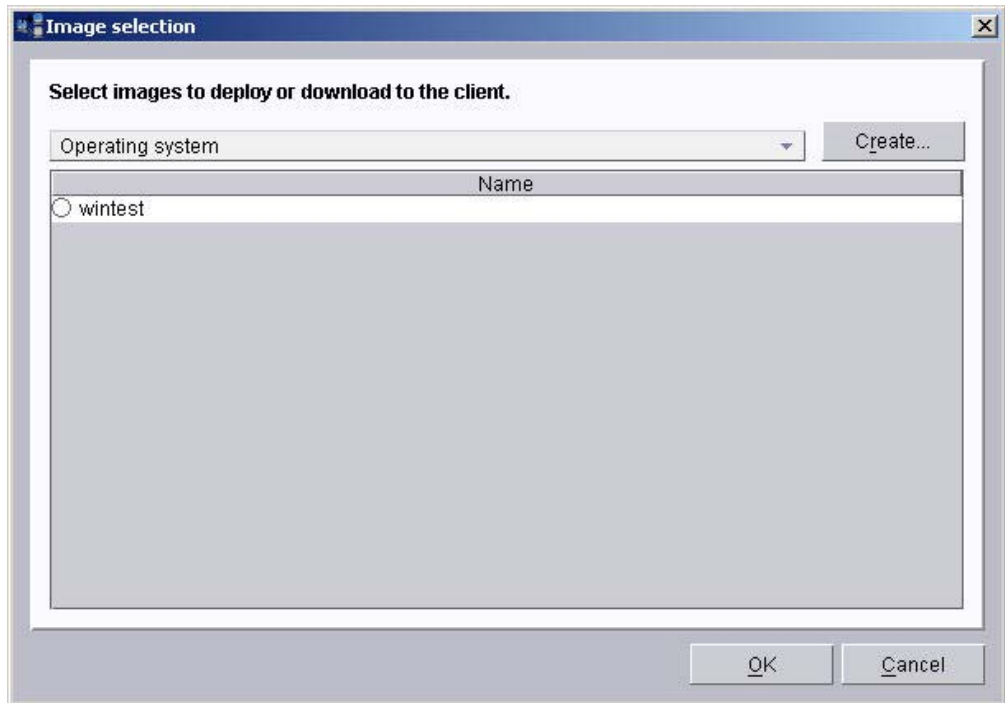 Image selection
Select images to deploy or download to the client.
Operating system
Create...
Name
wintest
OK
Cancel